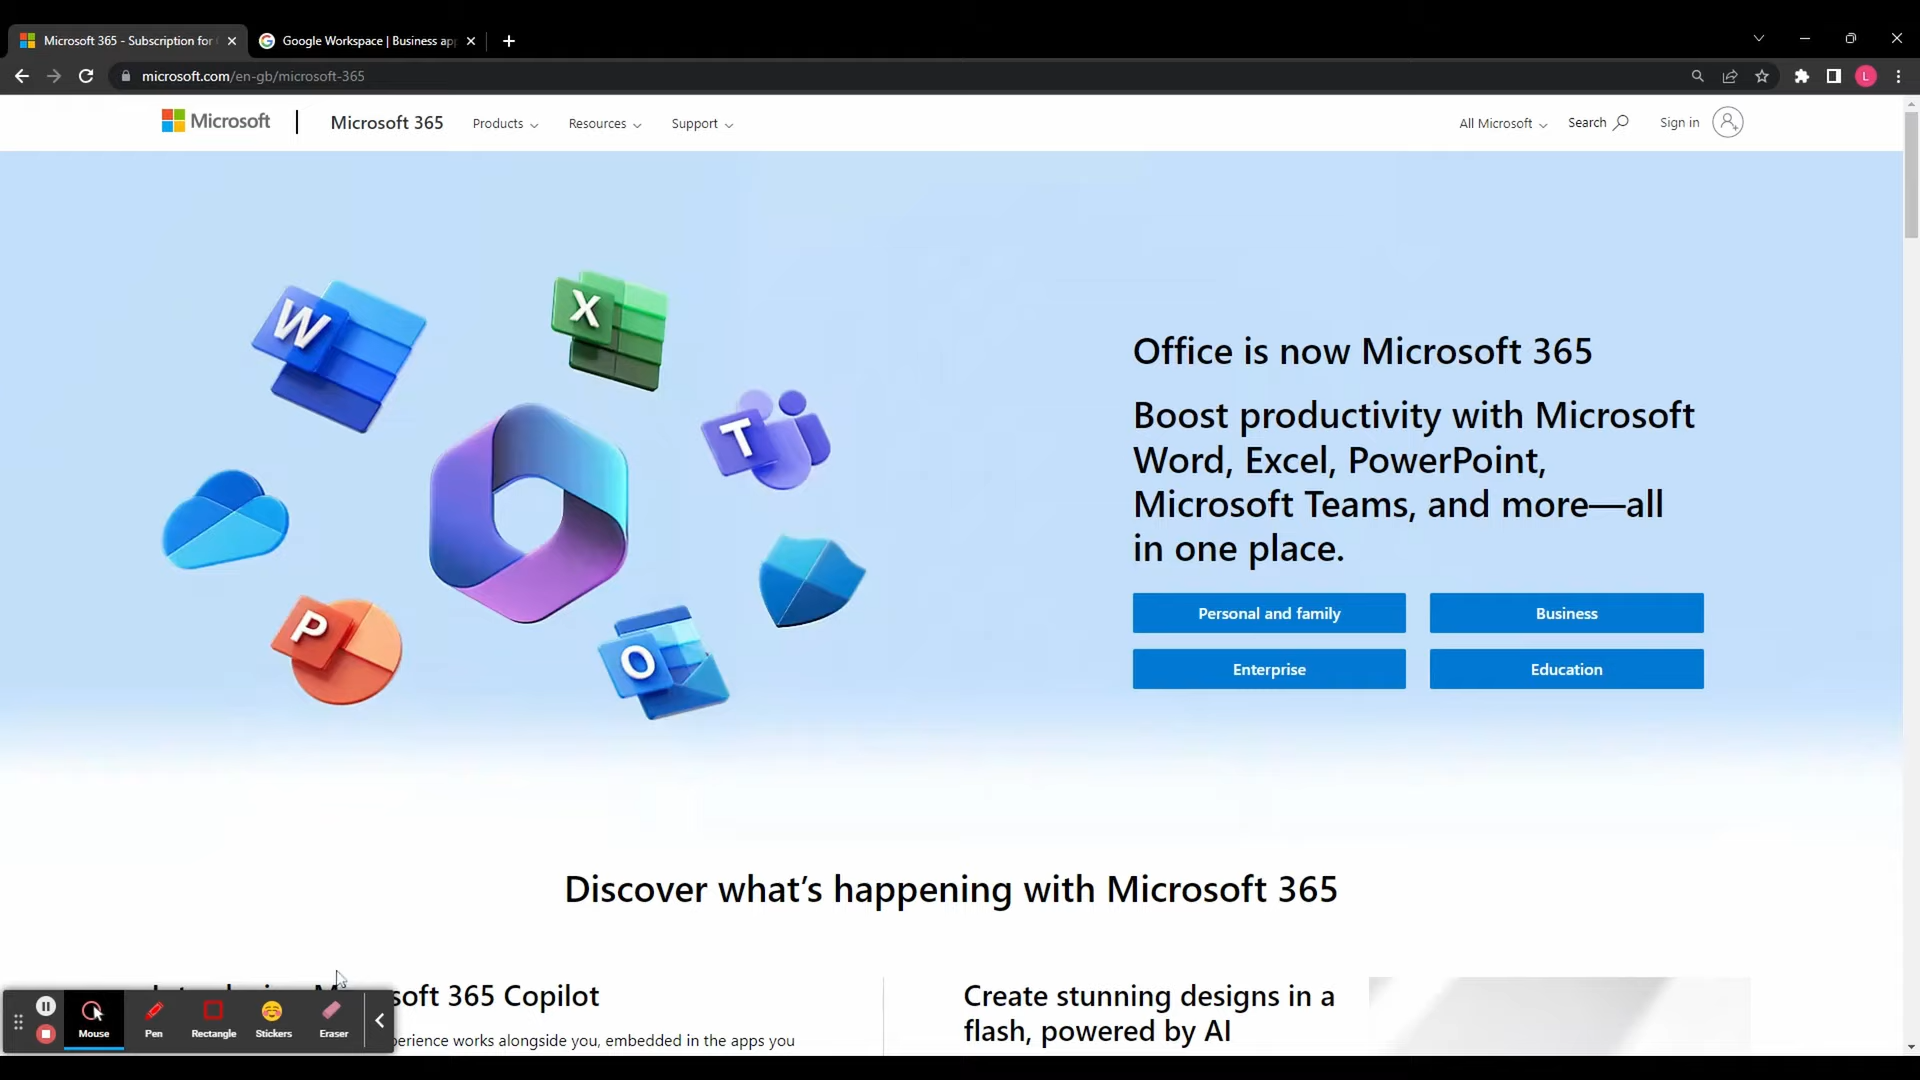 Microsoft 365 - Subscription for
Google Workspace | Business app
microsoft.com/en-gb/microsoft-365
L
Microsoft
Microsoft 365
Products
Resources
Support
All Microsoft
Search
Sign in
W
X
T
P
O
Office is now Microsoft 365
Boost productivity with Microsoft
Word, Excel, PowerPoint,
Microsoft Teams, and more—all
in one place.
Personal and family
Business
Enterprise
Education
Discover what's happening with Microsoft 365
soft 365 Copilot
perience works alongside you, embedded in the apps you
Create stunning designs in a
flash, powered by AI
Mouse
Pen
Rectangle
Stickers
Eraser